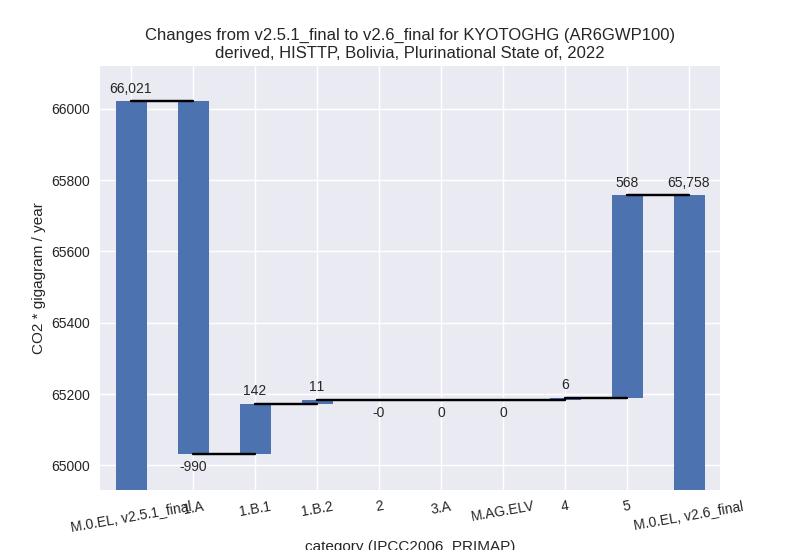 Changes from v2.5.1_final to v2.6_final for KYOTOGHG (AR6GWP100)
derived, HISTTP, Bolivia, Plurinational State of, 2022
66,021
66000
568
65,758
65800
CO2 * gigagram / year
65600
65400
142
11
6
65200
-0
0
0
-990
65000
M.0.EL, v2.5.1_final
1.A
1.B.1
1.B.2
2
3.A
M.AG.ELV
4
5
M.0.EL, v2.6_final
category (IPCC2006_PRIMAP)